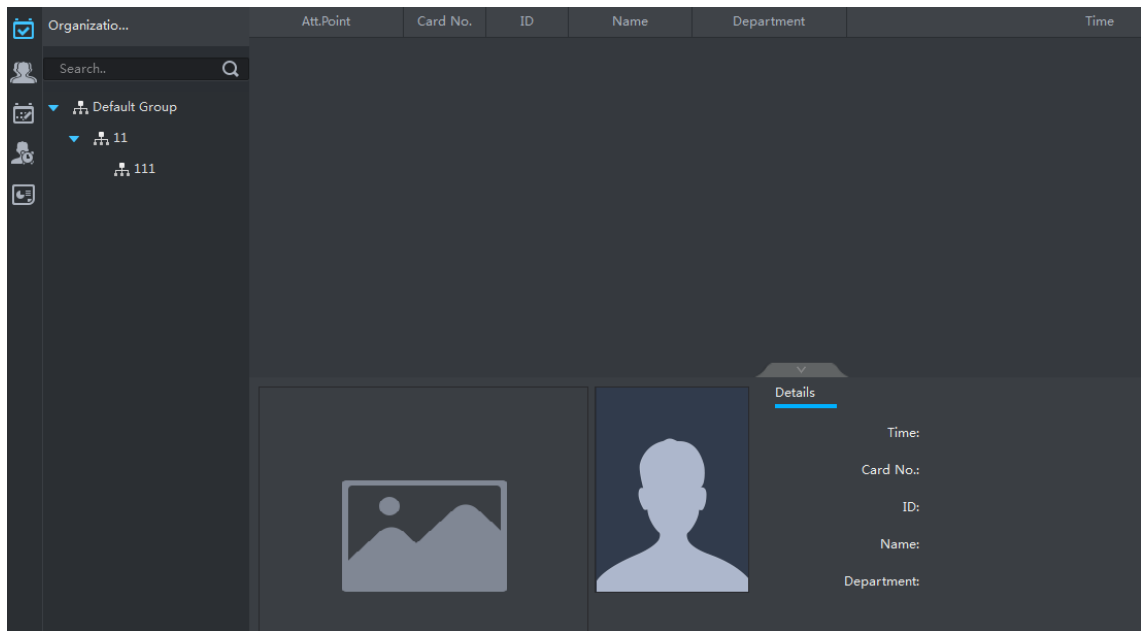 Organizatio...
Att.Point Card No. ID Name Department Time
Search..
Default Group
11
111
Details
Time:
Card No.:
ID:
Name:
Department: